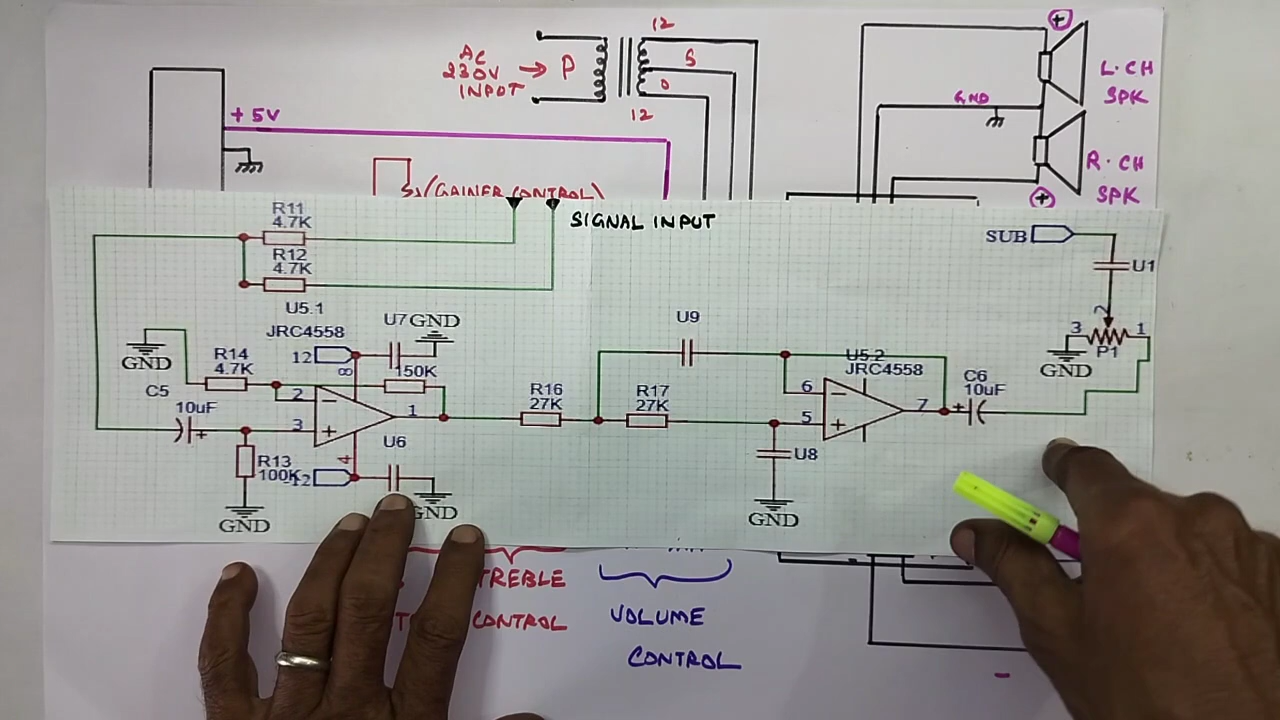 12
AC
230V
INPUT
P
S
0
12
+
L.CH
SPK
GND
R.CH
SPK
+
+5V
(GAINER CONTROL)
SIGNAL INPUT
R11
4.7K
R12
4.7K
U5.1
JRC4558
U7
GND
12
8
GND
R14
4.7K
150K
2
C5
10uF
3
1
R13
100K
4
U6
GND
GND
R16
27K
R17
27K
U9
U5.2
JRC4558
6
5
7
U8
GND
C6
10uF
+
SUB
U1
2
3
1
P1
GND
TREBLE
CONTROL
VOLUME
CONTROL